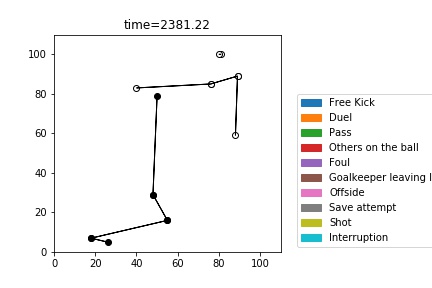 time=2381.22
100
80
60
40
20
0
0
20
40
60
80
100
Free Kick
Duel
Pass
Others on the ball
Foul
Goalkeeper leaving l
Offside
Save attempt
Shot
Interruption